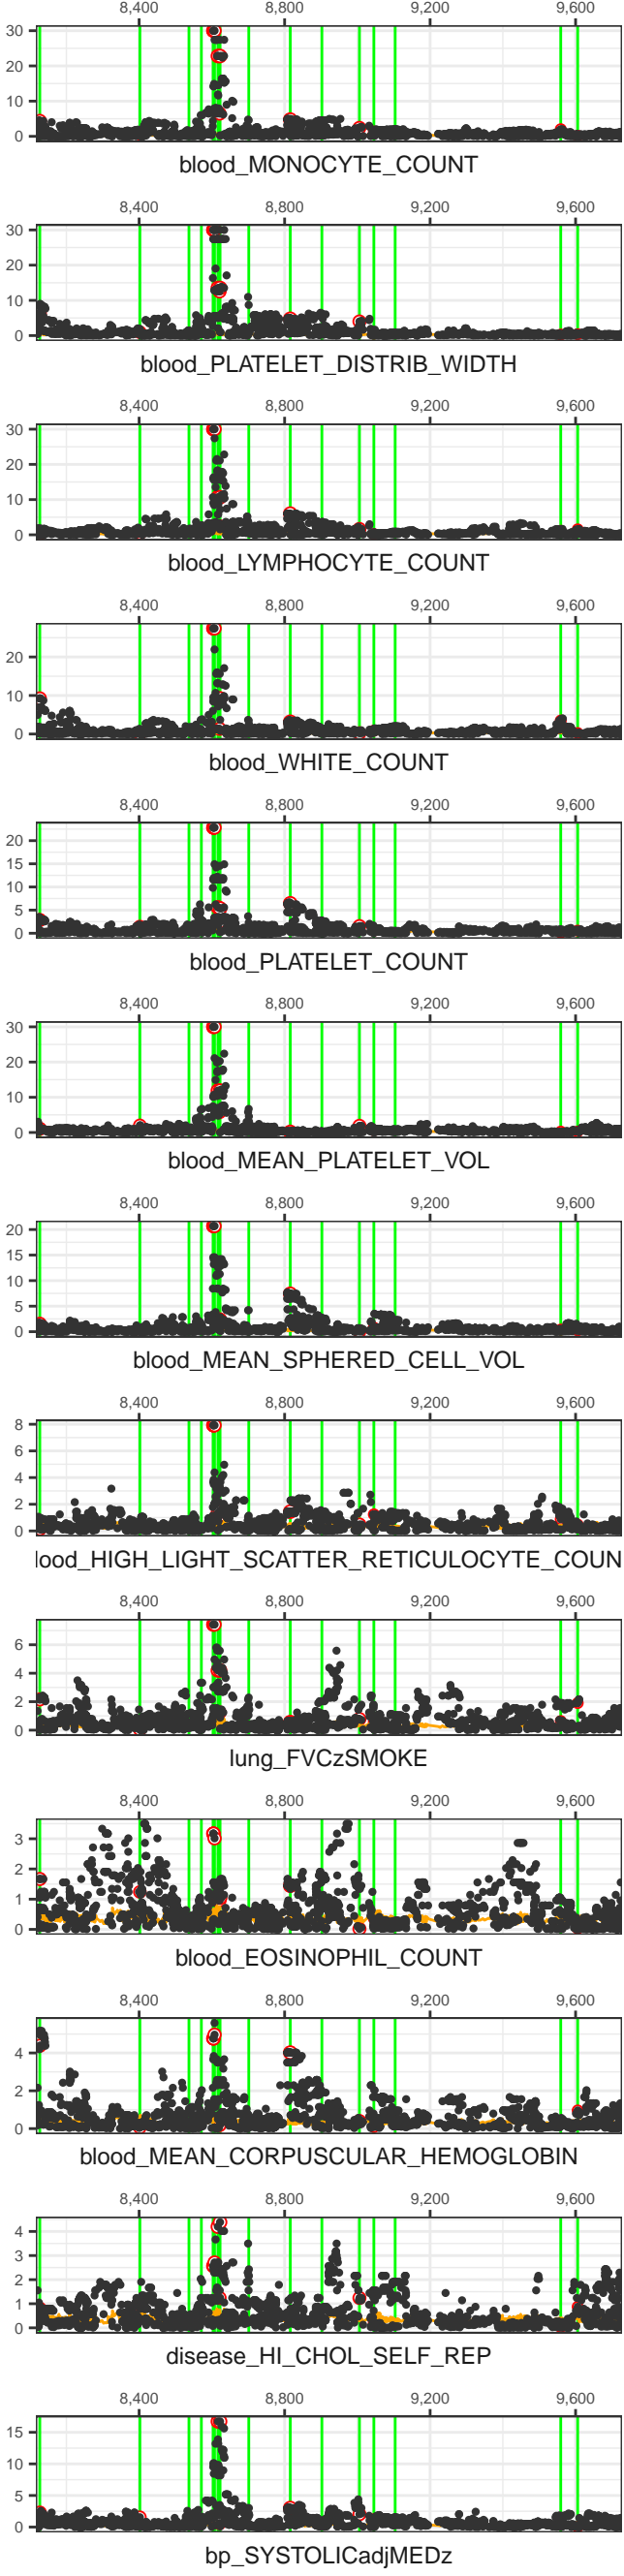 8,400 8,800 9,200 9,600
30
20
10
0
blood_MONOCYTE_COUNT
8,400 8,800 9,200 9,600
30
20
10
0
blood_PLATELET_DISTRIB_WIDTH
8,400 8,800 9,200 9,600
30
20
10
0
blood_LYMPHOCYTE_COUNT
8,400 8,800 9,200 9,600
20
10
0
blood_WHITE_COUNT
8,400 8,800 9,200 9,600
20
15
10
5
0
blood_PLATELET_COUNT
8,400 8,800 9,200 9,600
30
20
10
0
blood_MEAN_PLATELET_VOL
8,400 8,800 9,200 9,600
20
15
10
5
0
blood_MEAN_SPHERED_CELL_VOL
8,400 8,800 9,200 9,600
8
6
4
2
0
lood_HIGH_LIGHT_SCATTER_RETICULOCYTE_COUN
8,400 8,800 9,200 9,600
6
4
2
0
lung_FVCzSMOKE
8,400 8,800 9,200 9,600
3
2
1
0
blood_EOSINOPHIL_COUNT
8,400 8,800 9,200 9,600
4
2
0
blood_MEAN_CORPUSCULAR_HEMOGLOBIN
8,400 8,800 9,200 9,600
4
3
2
1
0
disease_HI_CHOL_SELF_REP
8,400 8,800 9,200 9,600
15
10
5
0
bp_SYSTOLICadjMEDz